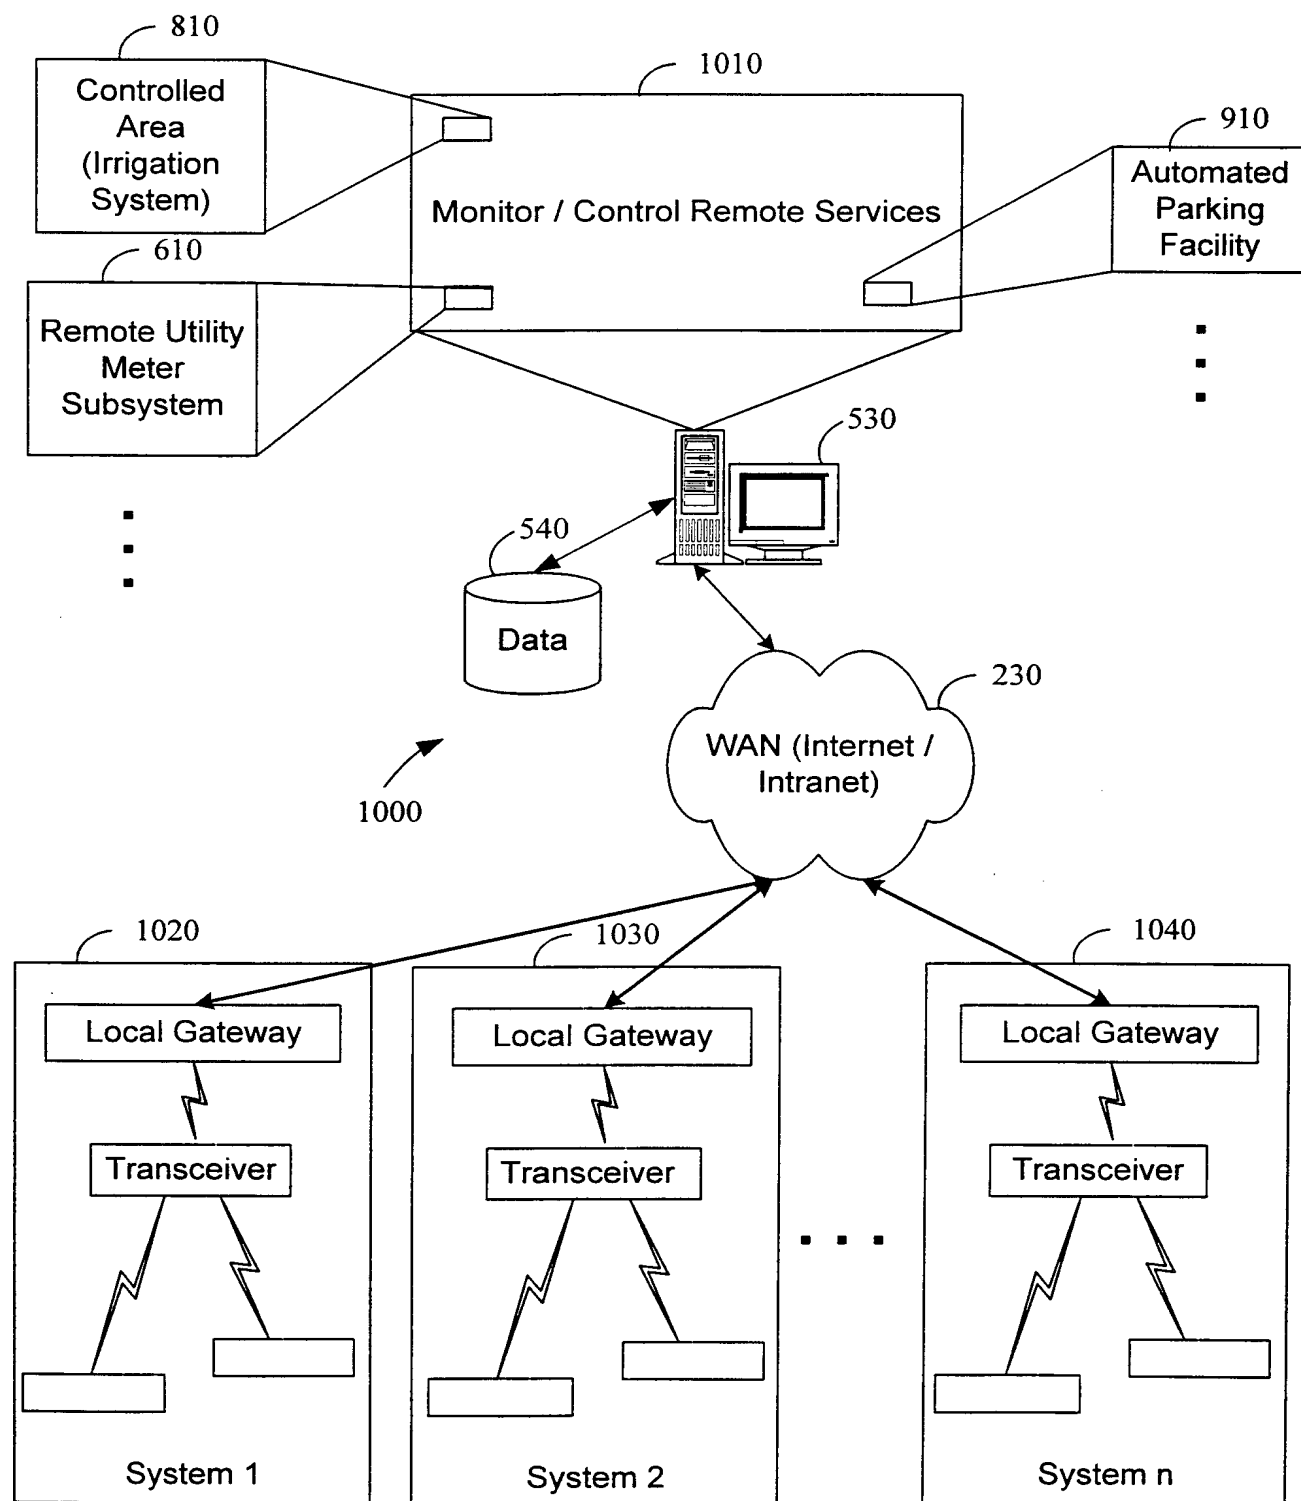 810
Controlled
Area
(Irrigation
System)
1010
Monitor / Control Remote Services
910
Automated
Parking
Facility
610
Remote Utility
Meter
Subsystem
530
540
Data
230
WAN (Internet /
Intranet)
1000
1020
Local Gateway
Transceiver
System 1
1030
Local Gateway
Transceiver
System 2
1040
Local Gateway
Transceiver
System n